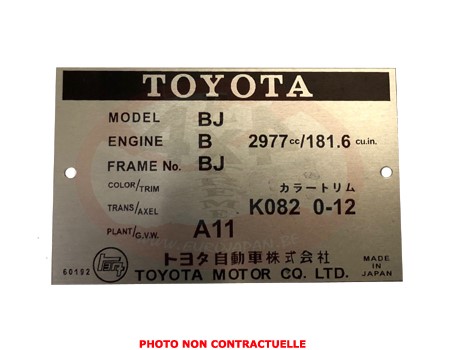 TOYOTA
MODEL BJ
ENGINE B 2977cc/181.6 cu.in.
FRAME No. BJ
COLOR/TRIM カラートリム
TRANS/AXEL K082 0-12
PLANT/G.V.W. A11
トヨタ自動車株式会社
60192 TOYOTA MOTOR CO. LTD.
MADE
IN
JAPAN
PHOTO NON CONTRACTUELLE